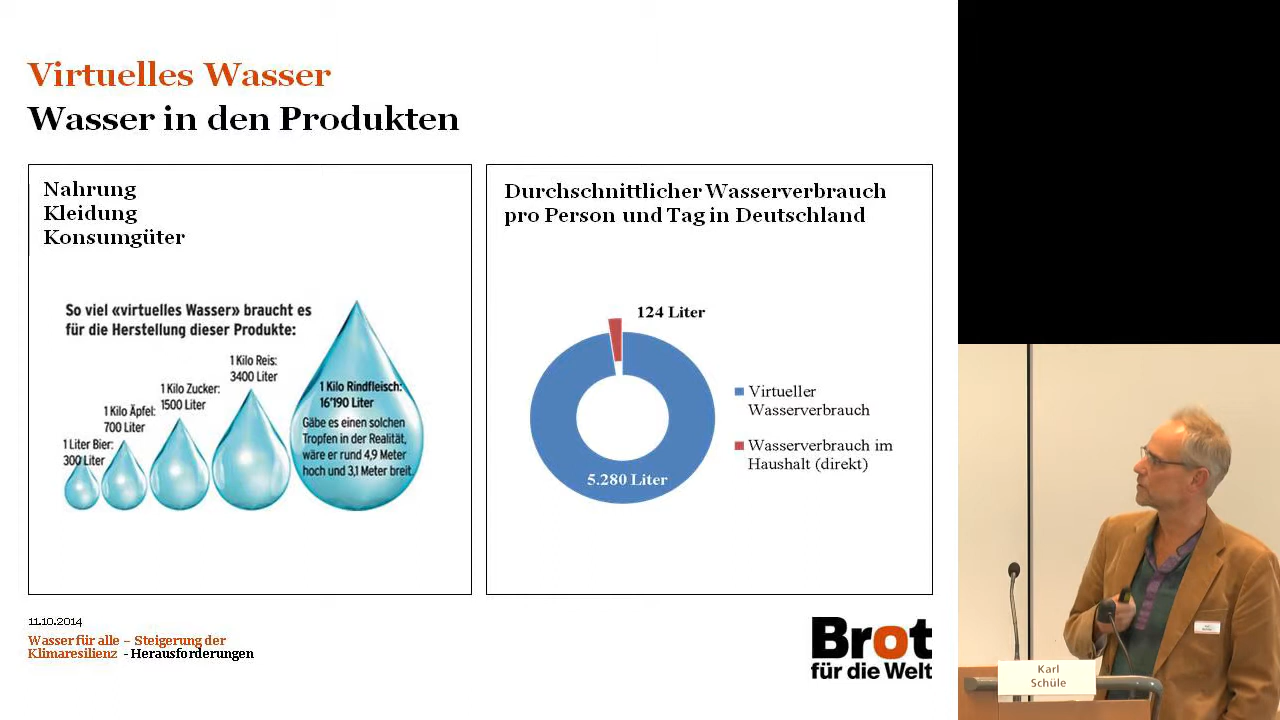 Virtuelles Wasser
Wasser in den Produkten
Nahrung
Kleidung
Konsumgüter
So viel «virtuelles Wasser» braucht es
für die Herstellung dieser Produkte:
1 Liter Bier:
300 Liter
1 Kilo Äpfel:
700 Liter
1 Kilo Zucker:
1500 Liter
1 Kilo Reis:
3400 Liter
1 Kilo Rindfleisch:
16'190 Liter
Gäbe es einen solchen
Tropfen in der Realität,
wäre er rund 4,9 Meter
hoch und 3,1 Meter breit.
Durchschnittlicher Wasserverbrauch
pro Person und Tag in Deutschland
124 Liter
5.280 Liter
Virtueller
Wasserverbrauch
Wasserverbrauch im
Haushalt (direkt)
11.10.2014
Wasser für alle – Steigerung der
Klimaresilienz - Herausforderungen
Brot
für die Welt
Karl
Schüle